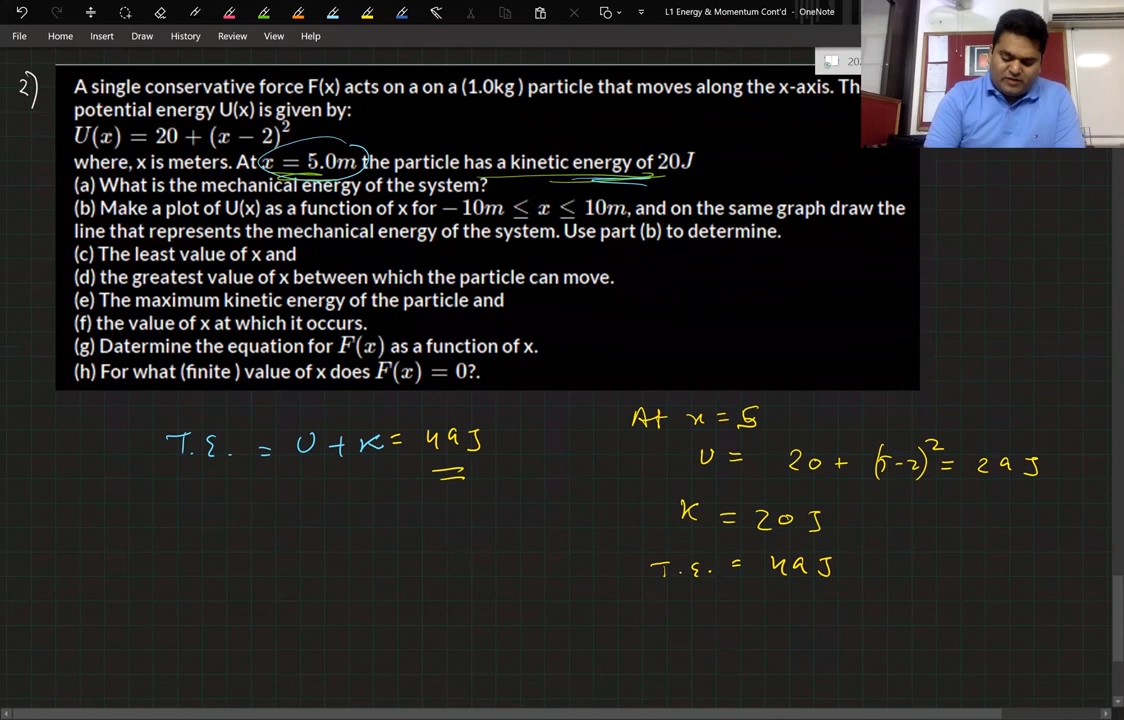 L1 Energy & Momentum Cont'd - OneNote
File Home Insert Draw History Review View Help
202
2)
A single conservative force F(x) acts on a on a (1.0kg ) particle that moves along the x-axis. Th
potential energy U(x) is given by:
U(x) = 20 + (x − 2)²
where, x is meters. At x = 5.0m the particle has a kinetic energy of 20J
(a) What is the mechanical energy of the system?
(b) Make a plot of U(x) as a function of x for −10m ≤ x ≤ 10m, and on the same graph draw the
line that represents the mechanical energy of the system. Use part (b) to determine.
(c) The least value of x and
(d) the greatest value of x between which the particle can move.
(e) The maximum kinetic energy of the particle and
(f) the value of x at which it occurs.
(g) Datermine the equation for F(x) as a function of x.
(h) For what (finite ) value of x does F(x) = 0?.
At x = 5
T.E. = U + K = 49 J
U = 20 + (5-2)² = 29 J
K = 20 J
T.E. = 49 J